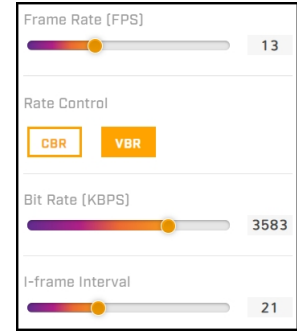 Frame Rate (FPS)
13
Rate Control
CBR VBR
Bit Rate (KBPS)
3583
I-frame Interval
21